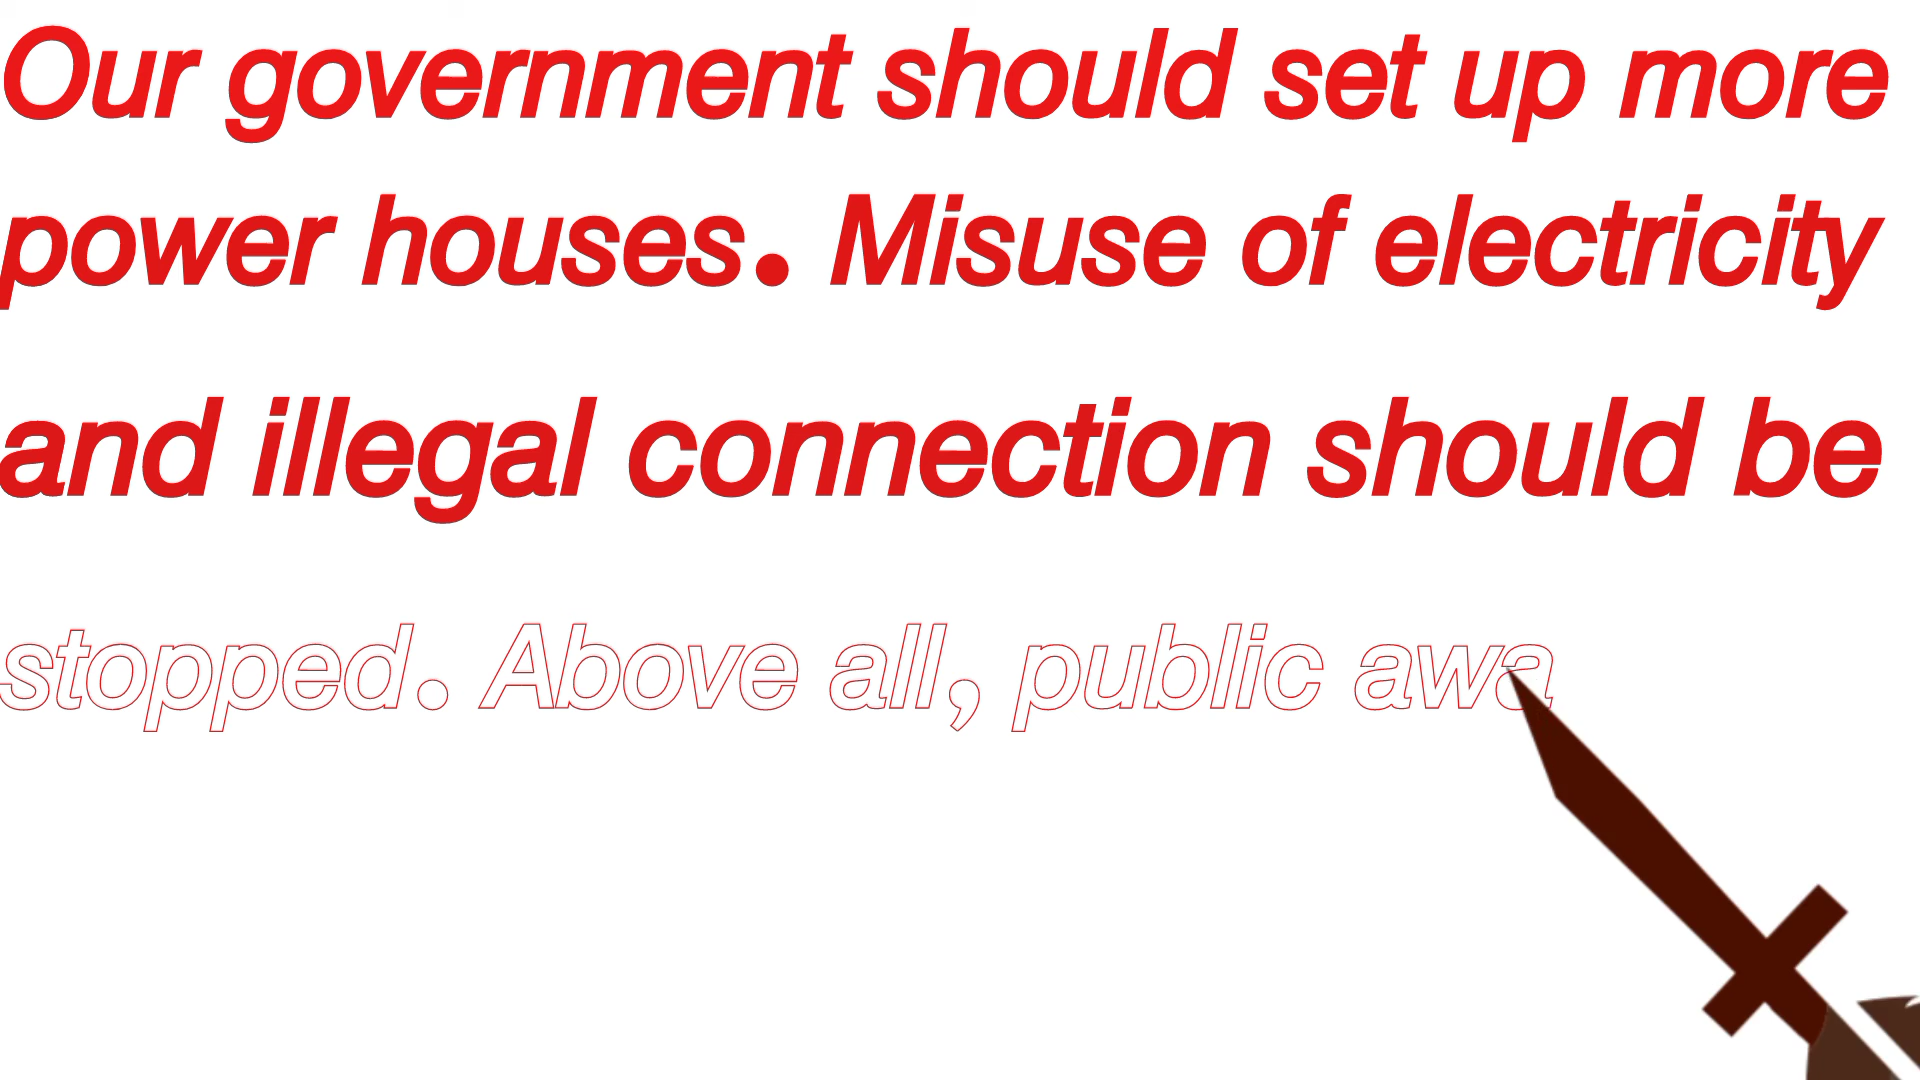 Our government should set up more
power houses. Misuse of electricity
and illegal connection should be
stopped. Above all, public awa